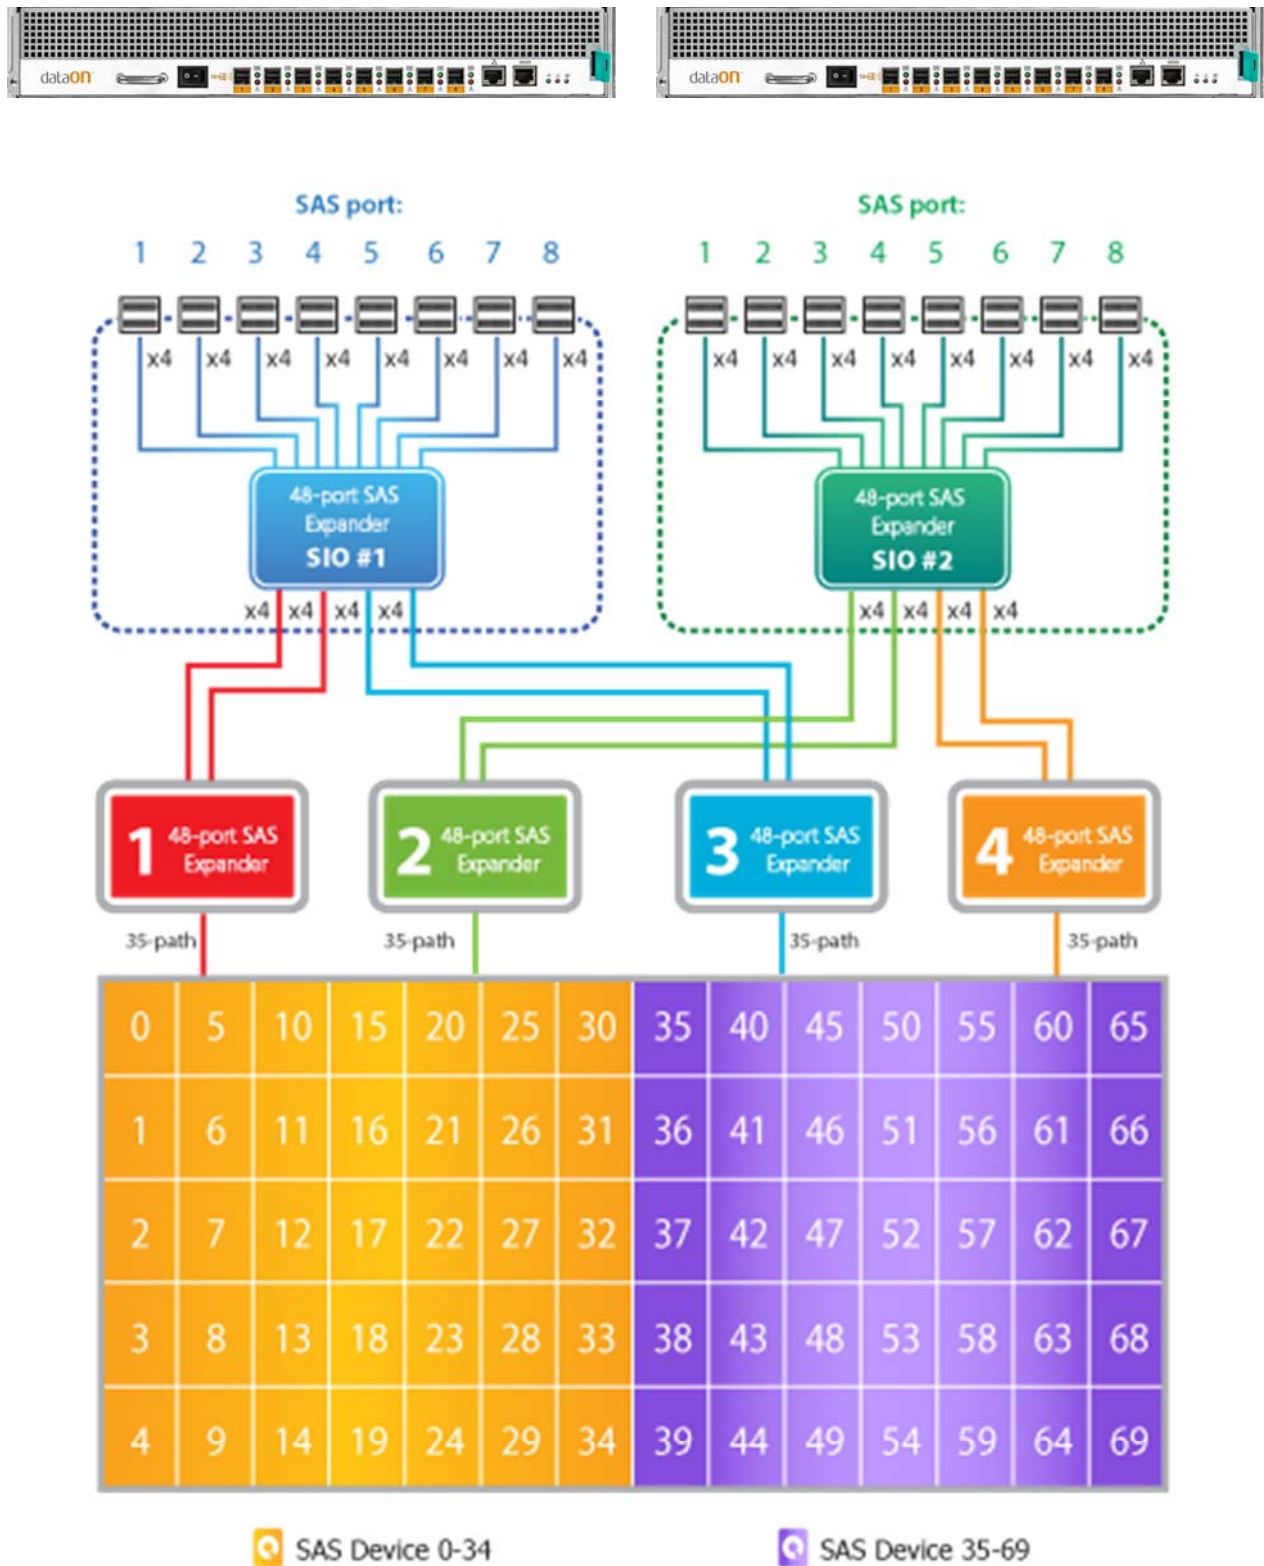 dataON
dataON
SAS port:
SAS port:
1 2 3 4 5 6 7 8
1 2 3 4 5 6 7 8
x4 x4 x4 x4 x4 x4 x4 x4
x4 x4 x4 x4 x4 x4 x4 x4
48-port SAS
Expander
SIO #1
48-port SAS
Expander
SIO #2
x4 x4 x4 x4
x4 x4 x4 x4
1 48-port SAS
Expander
2 48-port SAS
Expander
3 48-port SAS
Expander
4 48-port SAS
Expander
35-path 35-path 35-path 35-path
0 5 10 15 20 25 30 35 40 45 50 55 60 65
1 6 11 16 21 26 31 36 41 46 51 56 61 66
2 7 12 17 22 27 32 37 42 47 52 57 62 67
3 8 13 18 23 28 33 38 43 48 53 58 63 68
4 9 14 19 24 29 34 39 44 49 54 59 64 69
SAS Device 0-34
SAS Device 35-69